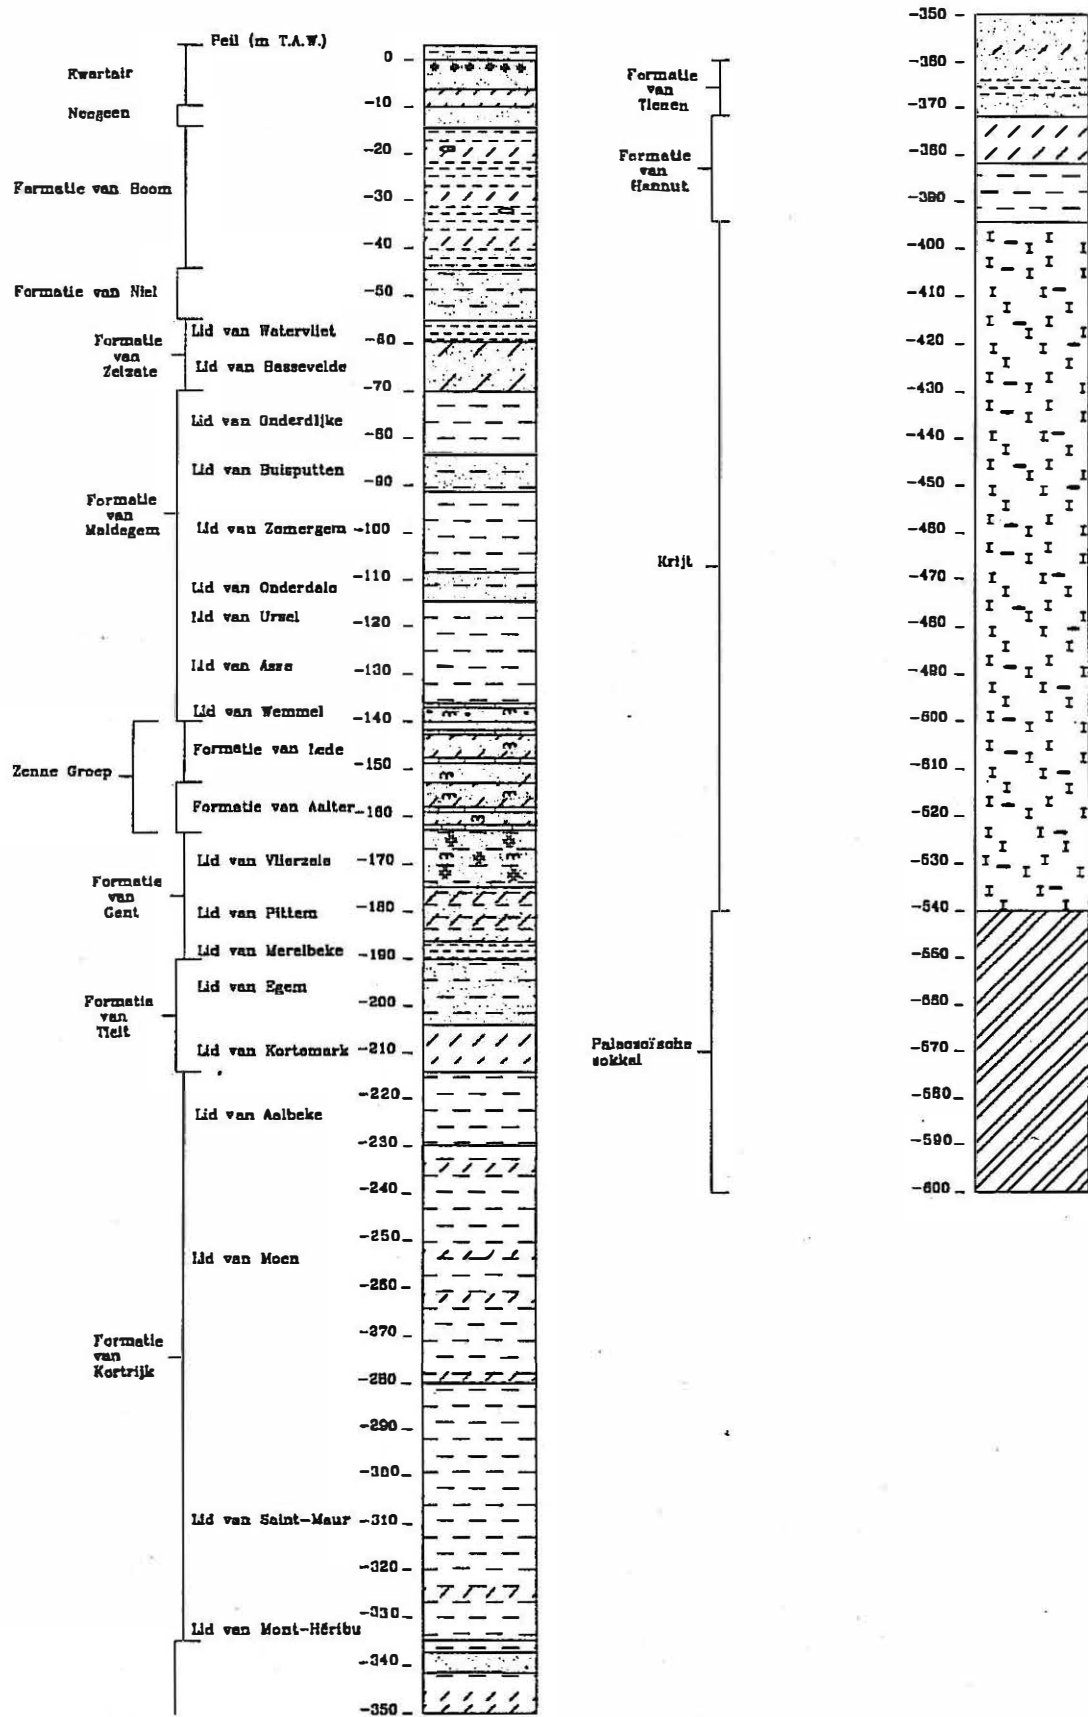 Peil (m T.A.W.)
Kwartair
Neogeen
Formatie van Boom
Formatie van Niel
Formatie
van
Zelzate
Lid van Watervliet
Lid van Bassevelde
Formatie
van
Maldegem
Lid van Onderdijke
Lid van Buisputten
Lid van Zomergem
Lid van Onderdale
Lid van Ursel
Lid van Asse
Lid van Wemmel
Zenne Groep
Formatie van Lede
Formatie van Aalter
Formatie
van
Gent
Lid van Vlierzele
Lid van Pittem
Lid van Merelbeke
Formatie
van
Tielt
Lid van Egem
Lid van Kortemark
Formatie
van
Kortrijk
Lid van Aalbeke
Lid van Moen
Lid van Saint-Maur
Lid van Mont-Héribu
0
-10
-20
-30
-40
-50
-60
-70
-80
-90
-100
-110
-120
-130
-140
-150
-160
-170
-180
-190
-200
-210
-220
-230
-240
-250
-260
-270
-280
-290
-300
-310
-320
-330
-340
-350
Formatie
van
Tienen
Formatie
van
Hannut
Krijt
Palaeozoïsche
sokkel
-350
-360
-370
-380
-390
-400
-410
-420
-430
-440
-450
-460
-470
-480
-490
-500
-510
-520
-530
-540
-550
-560
-570
-580
-590
-600